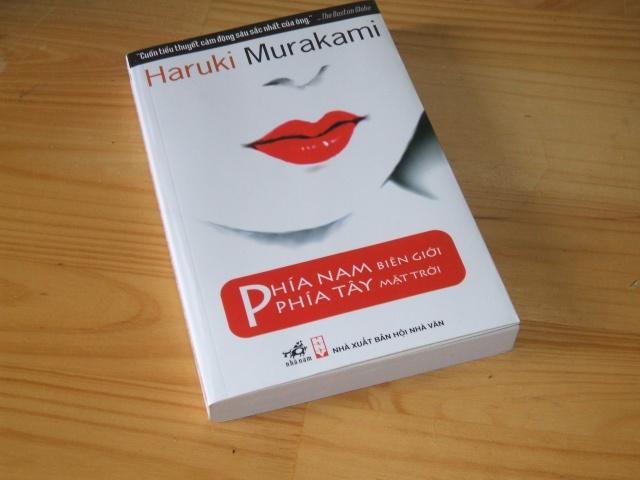 "Cuốn tiểu thuyết cảm động sâu sắc nhất của ông." -The Boston Globe
Haruki Murakami
PHÍA NAM BIÊN GIỚI
PHÍA TÂY MẶT TRỜI
nhã nam
NHÀ XUẤT BẢN HỘI NHÀ VĂN